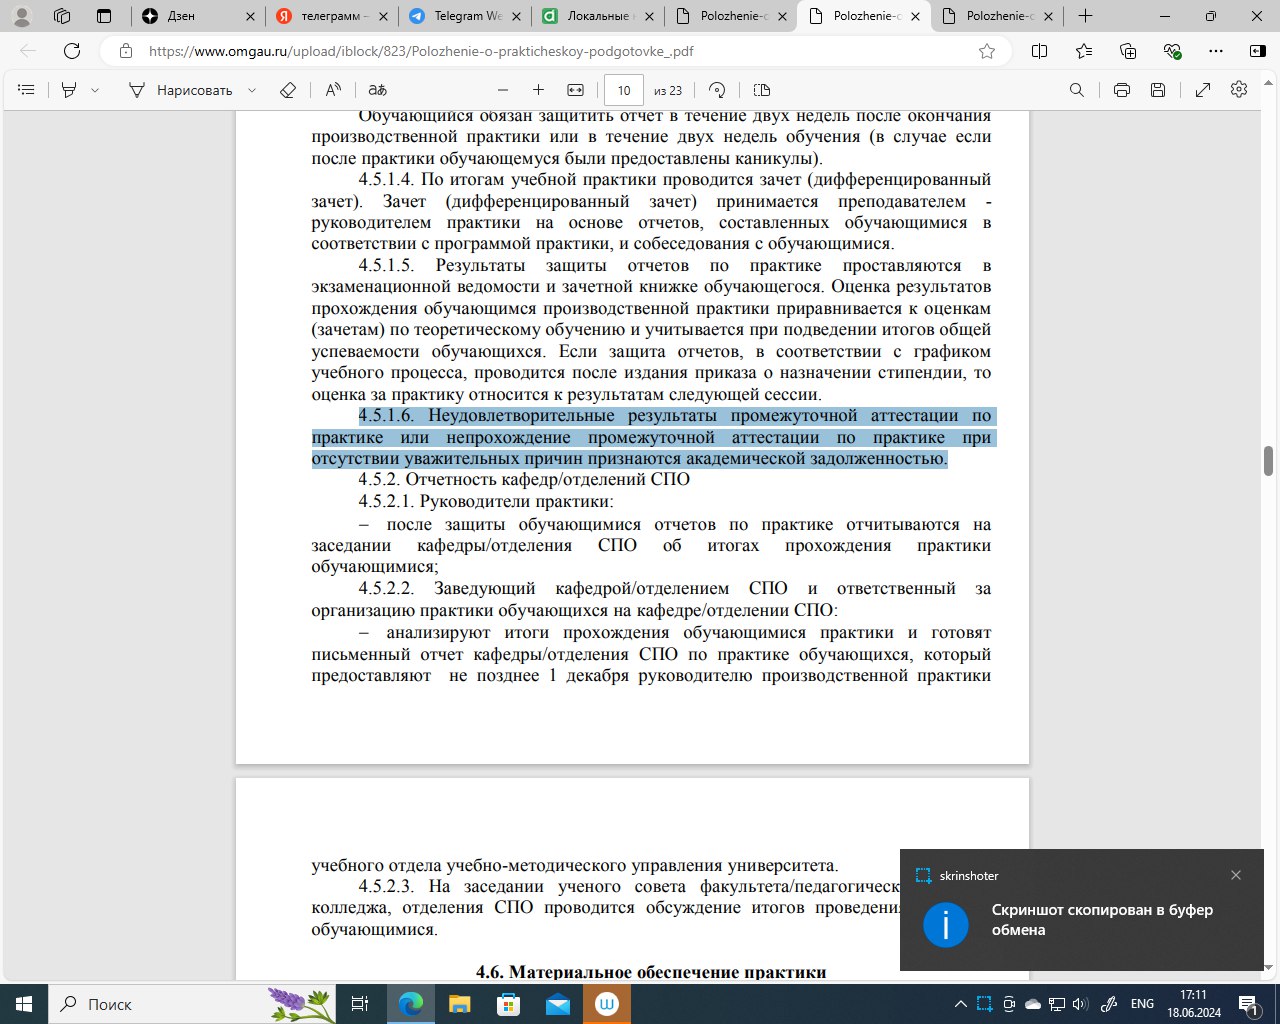 Дзен
телеграмм –
Telegram We
Локальные
Polozhenie-o
Polozhenie-o
Polozhenie-o
https://www.omgau.ru/upload/iblock/823/Polozhenie-o-prakticheskoy-podgotovke_.pdf
Нарисовать
10 из 23
Обучающийся обязан защитить отчет в течение двух недель после окончания
производственной практики или в течение двух недель обучения (в случае если
после практики обучающемуся были предоставлены каникулы).
4.5.1.4. По итогам учебной практики проводится зачет (дифференцированный
зачет). Зачет (дифференцированный зачет) принимается преподавателем -
руководителем практики на основе отчетов, составленных обучающимися в
соответствии с программой практики, и собеседования с обучающимися.
4.5.1.5. Результаты защиты отчетов по практике проставляются в
экзаменационной ведомости и зачетной книжке обучающегося. Оценка результатов
прохождения обучающимся производственной практики приравнивается к оценкам
(зачетам) по теоретическому обучению и учитывается при подведении итогов общей
успеваемости обучающихся. Если защита отчетов, в соответствии с графиком
учебного процесса, проводится после издания приказа о назначении стипендии, то
оценка за практику относится к результатам следующей сессии.
4.5.1.6. Неудовлетворительные результаты промежуточной аттестации по
практике или непрохождение промежуточной аттестации по практике при
отсутствии уважительных причин признаются академической задолженностью.
4.5.2. Отчетность кафедр/отделений СПО
4.5.2.1. Руководители практики:
– после защиты обучающимися отчетов по практике отчитываются на
заседании кафедры/отделения СПО об итогах прохождения практики
обучающимися;
4.5.2.2. Заведующий кафедрой/отделением СПО и ответственный за
организацию практики обучающихся на кафедре/отделении СПО:
– анализируют итоги прохождения обучающимися практики и готовят
письменный отчет кафедры/отделения СПО по практике обучающихся, который
предоставляют не позднее 1 декабря руководителю производственной практики
учебного отдела учебно-методического управления университета.
4.5.2.3. На заседании ученого совета факультета/педагогическ
колледжа, отделения СПО проводится обсуждение итогов проведения
обучающимися.
4.6. Материальное обеспечение практики
skrinshoter
Скриншот скопирован в буфер
обмена
Поиск
ENG
17:11
18.06.2024
1